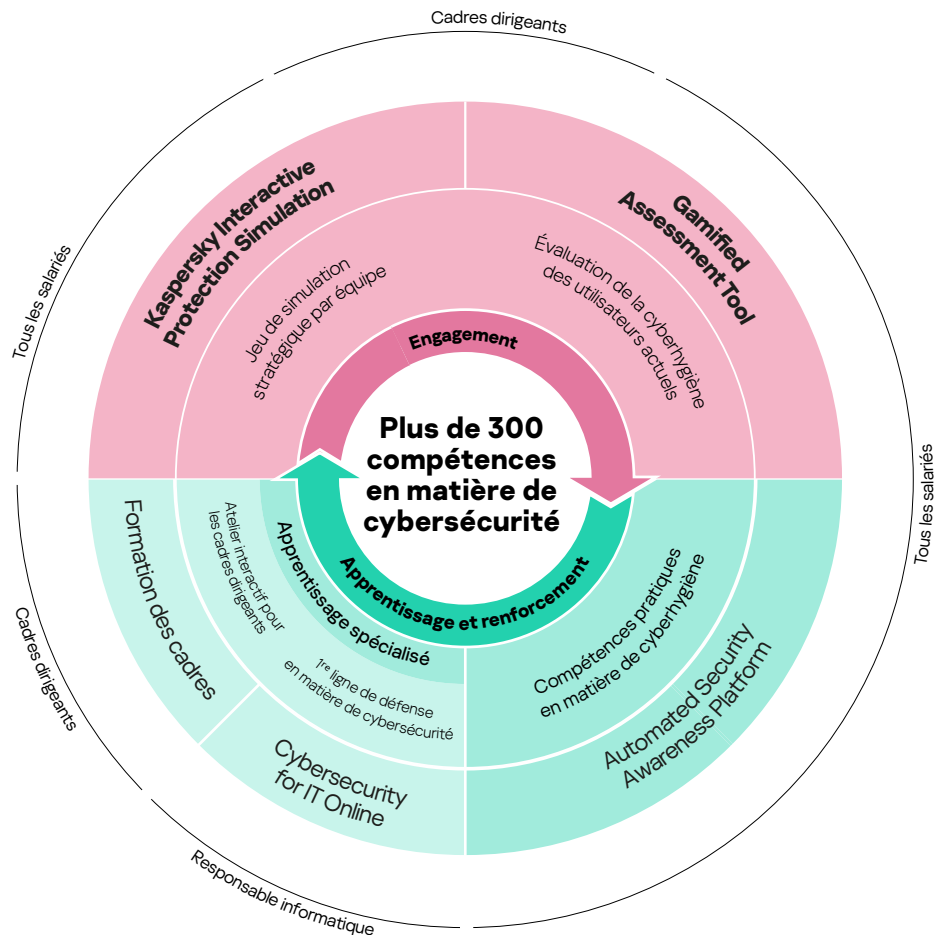 Cadres dirigeants
Tous les salariés
Kaspersky Interactive
Protection Simulation
Gamified
Assessment Tool
Jeu de simulation
stratégique par équipe
Évaluation de la cyberhygiène
des utilisateurs actuels
Engagement
Plus de 300
compétences
en matière de
cybersécurité
Tous les salariés
Formation des cadres
Atelier interactif pour
les cadres dirigeants
Apprentissage spécialisé
Apprentissage et renforcement
Compétences pratiques
en matière de cyberhygiène
1re ligne de défense
en matière de cybersécurité
Automated Security
Awareness Platform
Cadres dirigeants
Cybersecurity
for IT Online
Responsable informatique